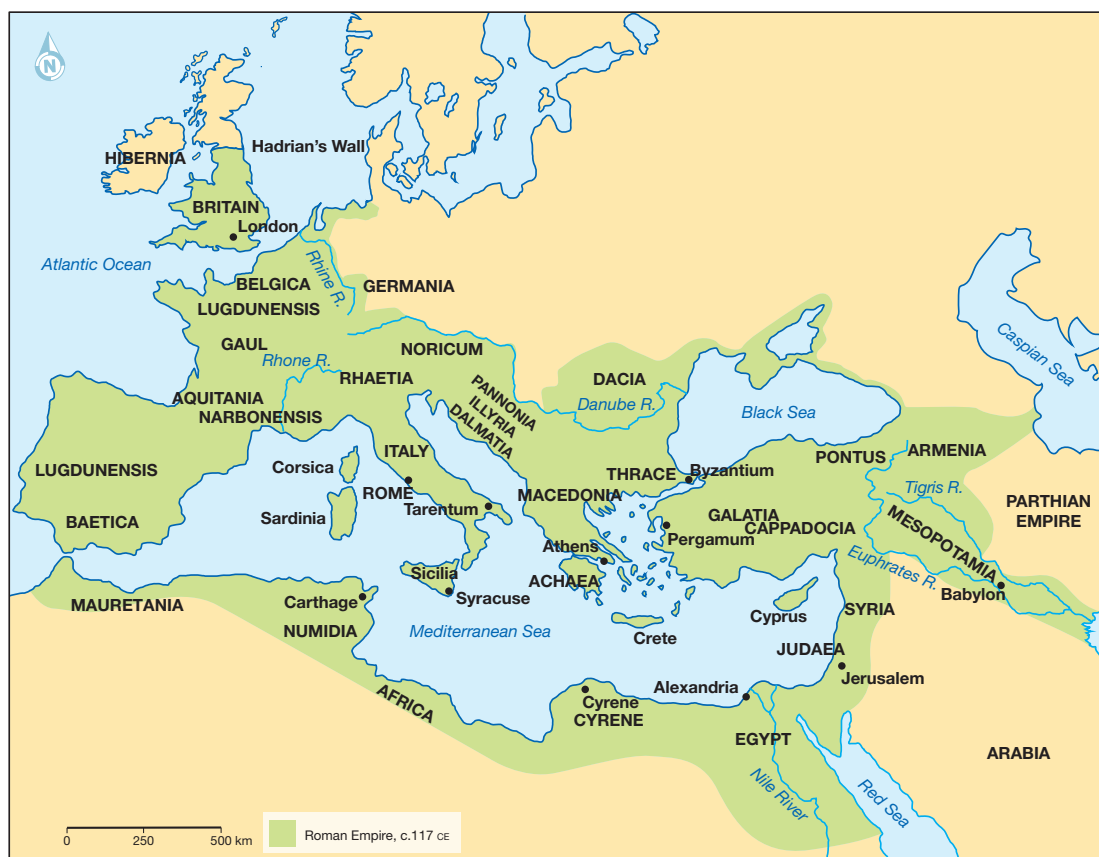 N
HIBERNIA
Hadrian's Wall
BRITAIN
London
Atlantic Ocean
Rhine R.
BELGICA
GERMANIA
LUGDUNENSIS
GAUL
Rhone R.
NORICUM
RHAETIA
AQUITANIA
NARBONENSIS
PANNONIA
ILLYRIA
DALMATIA
DACIA
Danube R.
Black Sea
Caspian Sea
LUGDUNENSIS
BAETICA
Corsica
Sardinia
ITALY
ROME
Tarentum
THRACE
Byzantium
MACEDONIA
PONTUS
ARMENIA
Tigris R.
PARTHIAN
EMPIRE
GALATIA
CAPPADOCIA
Pergamum
MESOPOTAMIA
Euphrates R.
Babylon
Athens
ACHAEA
Sicilia
Syracuse
Carthage
MAURETANIA
NUMIDIA
Mediterranean Sea
Crete
Cyprus
SYRIA
JUDAEA
Jerusalem
Alexandria
AFRICA
Cyrene
CYRENE
EGYPT
Nile River
Red Sea
ARABIA
0 250 500 km
Roman Empire, c.117 CE